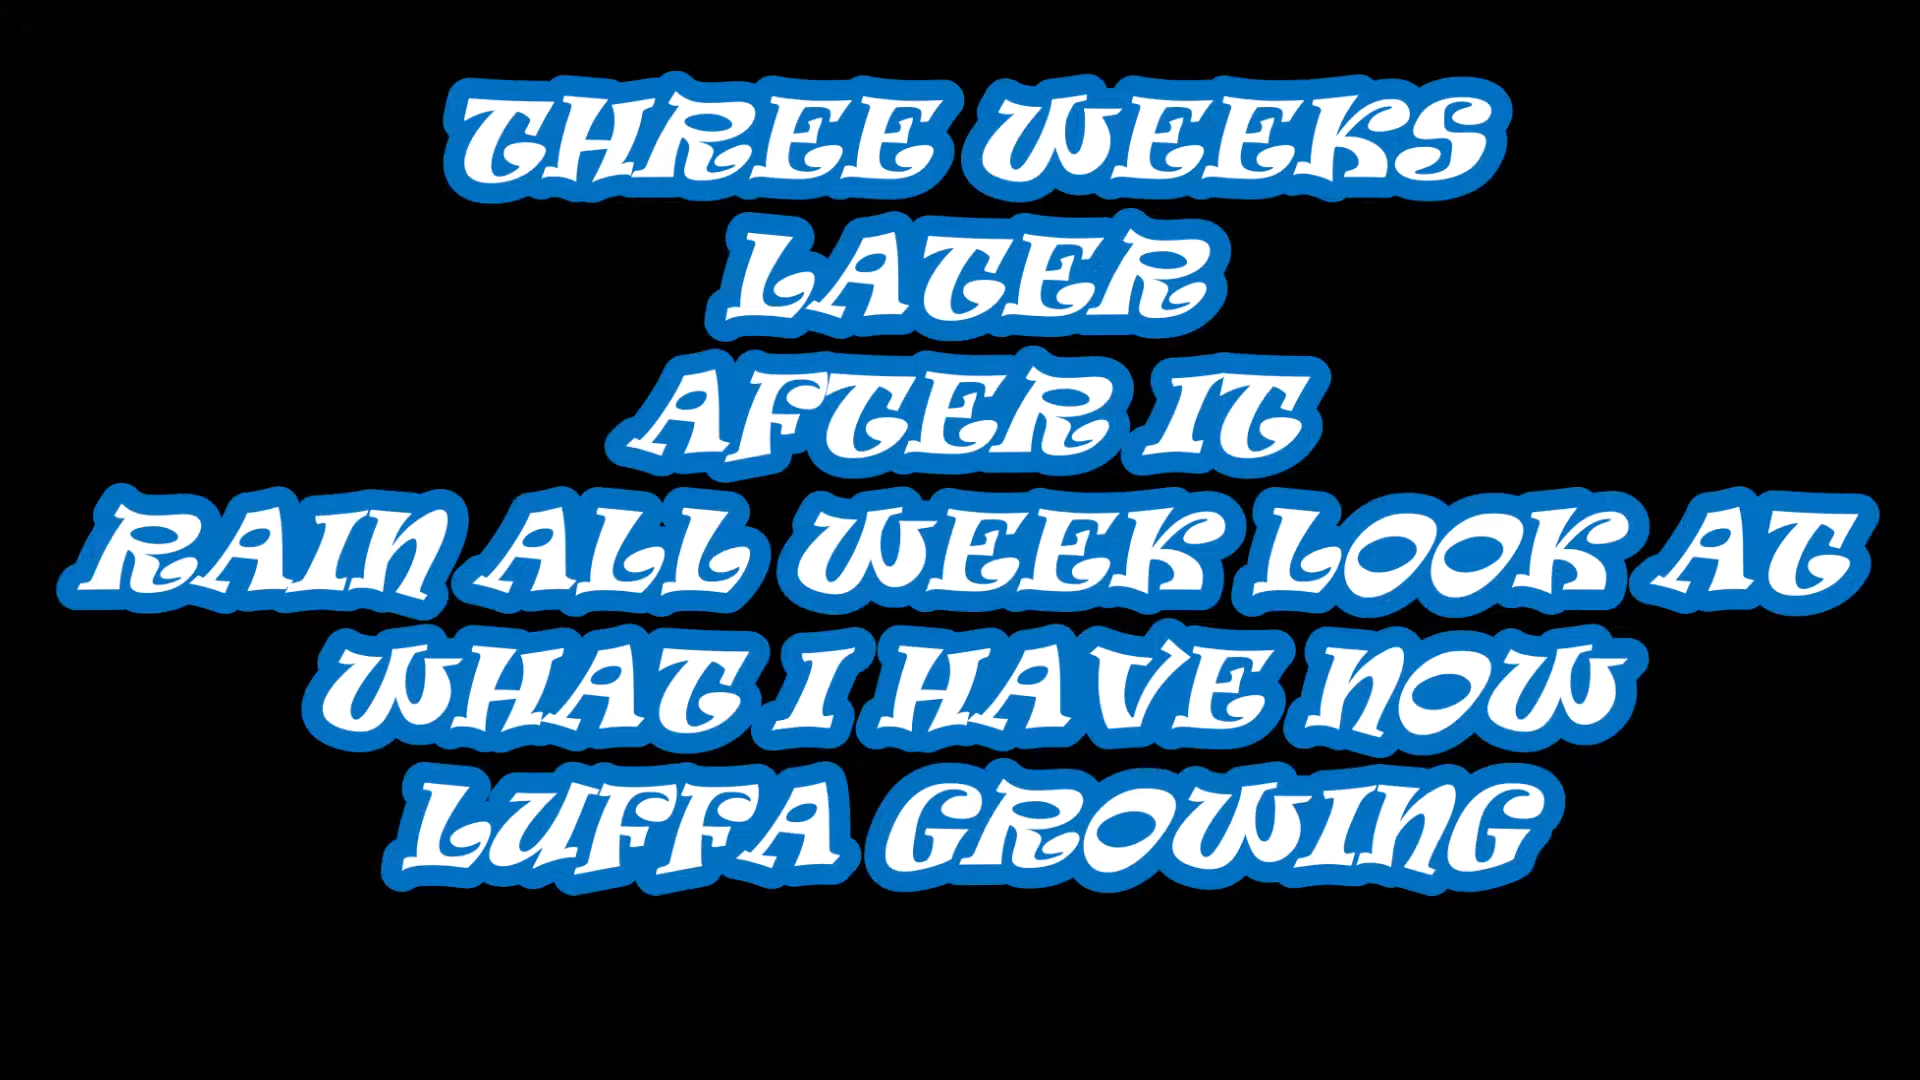 THREE WEEKS
LATER
AFTER IT
RAIN ALL WEEK LOOK AT
WHAT I HAVE NOW
LUFFA GROWING